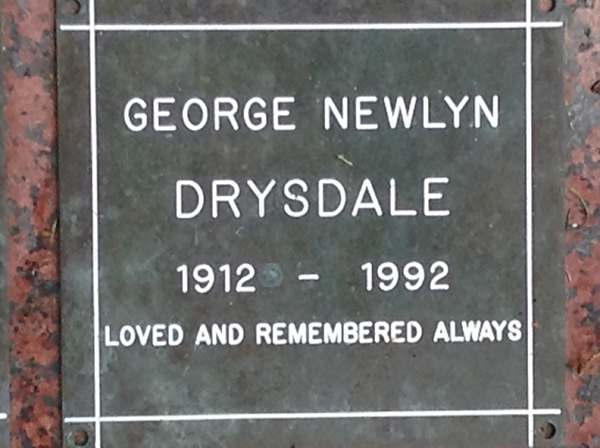 GEORGE NEWLYN
DRYSDALE
1912 - 1992
LOVED AND REMEMBERED ALWAYS